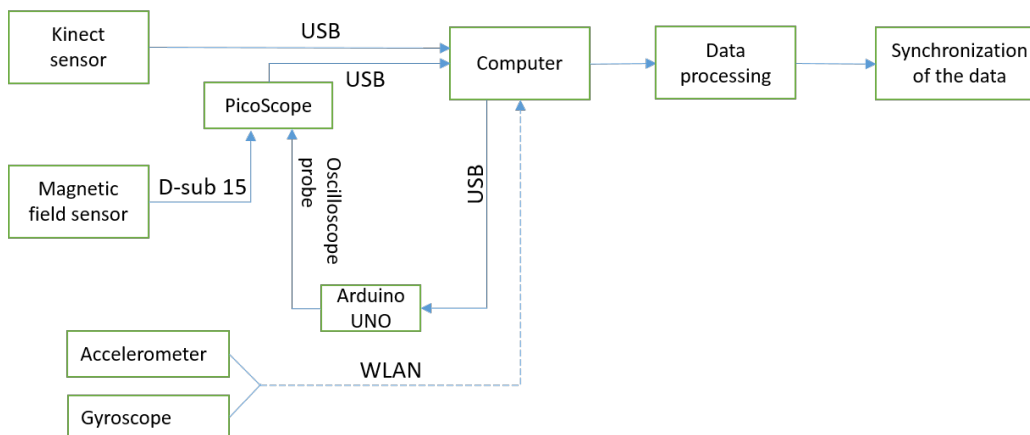 Kinect
sensor
USB
USB
Computer
Data
processing
Synchronization
of the data
PicoScope
Magnetic
field sensor
D-sub 15
Oscilloscope
probe
USB
Arduino
UNO
Accelerometer
WLAN
Gyroscope